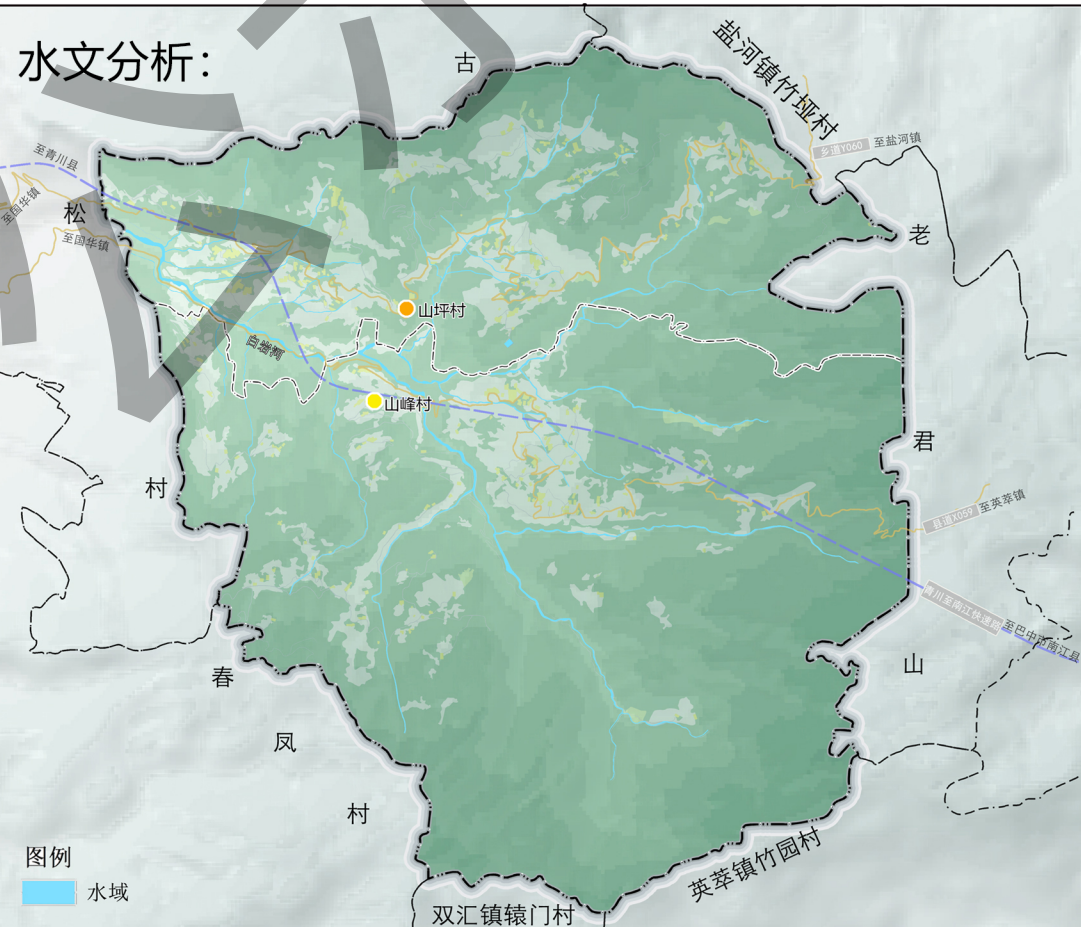 水文分析：
古
盐河镇竹垭村
乡道Y060
至盐河镇
至青川县
至国华镇
松
至国华镇
老
山坪村
白岩河
山峰村
君
村
县道X059
至英萃镇
青川至南江快速路
至巴中市南江县
山
春
凤
村
图例
水域
英萃镇竹园村
双汇镇辕门村